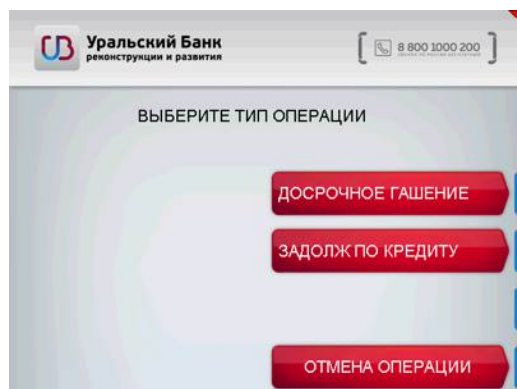 Уральский Банк
реконструкции и развития
8 800 1000 200
ВЫБЕРИТЕ ТИП ОПЕРАЦИИ
ДОСРОЧНОЕ ГАШЕНИЕ
ЗАДОЛЖ ПО КРЕДИТУ
ОТМЕНА ОПЕРАЦИИ